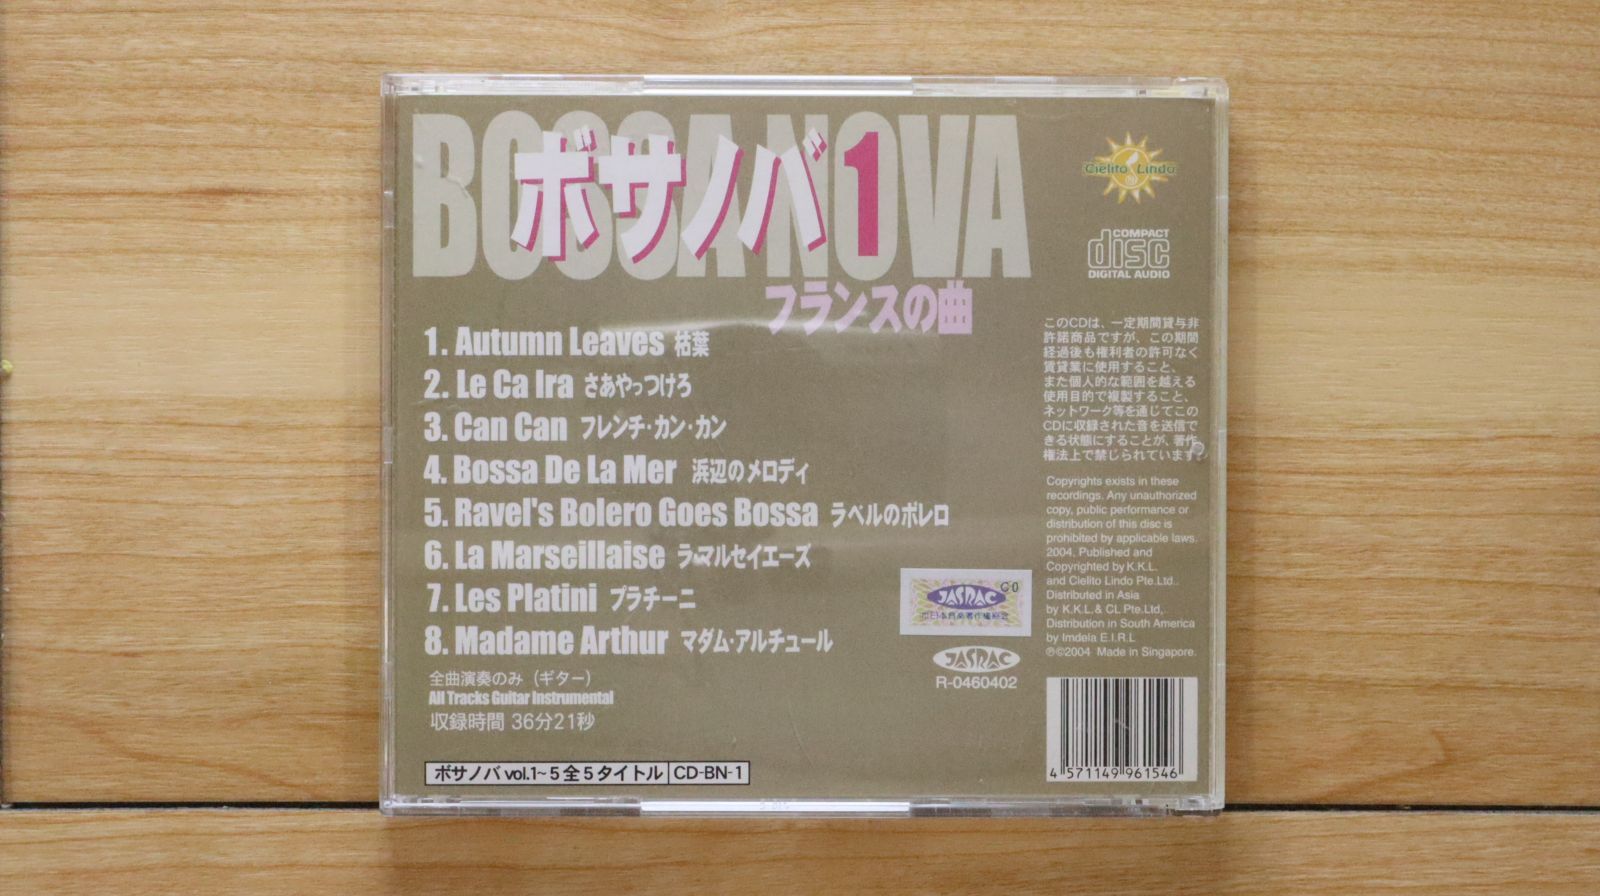 BOSSA NOVA
ボサノバ1
フランスの曲
Cielito Lindo
COMPACT
disc
DIGITAL AUDIO
1. Autumn Leaves 枯葉
2. Le Ca Ira さあやっつけろ
3. Can Can フレンチ・カン・カン
4. Bossa De La Mer 浜辺のメロディ
5. Ravel's Bolero Goes Bossa ラベルのボレロ
6. La Marseillaise ラ・マルセイエーズ
7. Les Platini プラチーニ
8. Madame Arthur マダム・アルチュール
全曲演奏のみ（ギター）
All Tracks Guitar Instrumental
収録時間 36分21秒
ボサノバ vol.1~5全5タイトル CD-BN-1
このCDは、一定期間貸与非
許諾商品ですが、この期間
経過後も権利者の許可なく
賃貸業に使用すること、
また個人的な範囲を越える
使用目的で複製すること、
ネットワーク等を通じてこの
CDに収録された音を送信で
きる状態にすることが、著作
権法上で禁じられています。
Copyrights exists in these
recordings. Any unauthorized
copy, public performance or
distribution of this disc is
prohibited by applicable laws.
2004. Published and
Copyrighted by K.K.L.
and Cielito Lindo Pte.Ltd..
Distributed in Asia
by K.K.L.& CL Pte.Ltd,
Distribution in South America
by Imdela E.I.R.L
℗©2004 Made in Singapore.
JASRAC
JASRAC
R-0460402
4 571149 961546